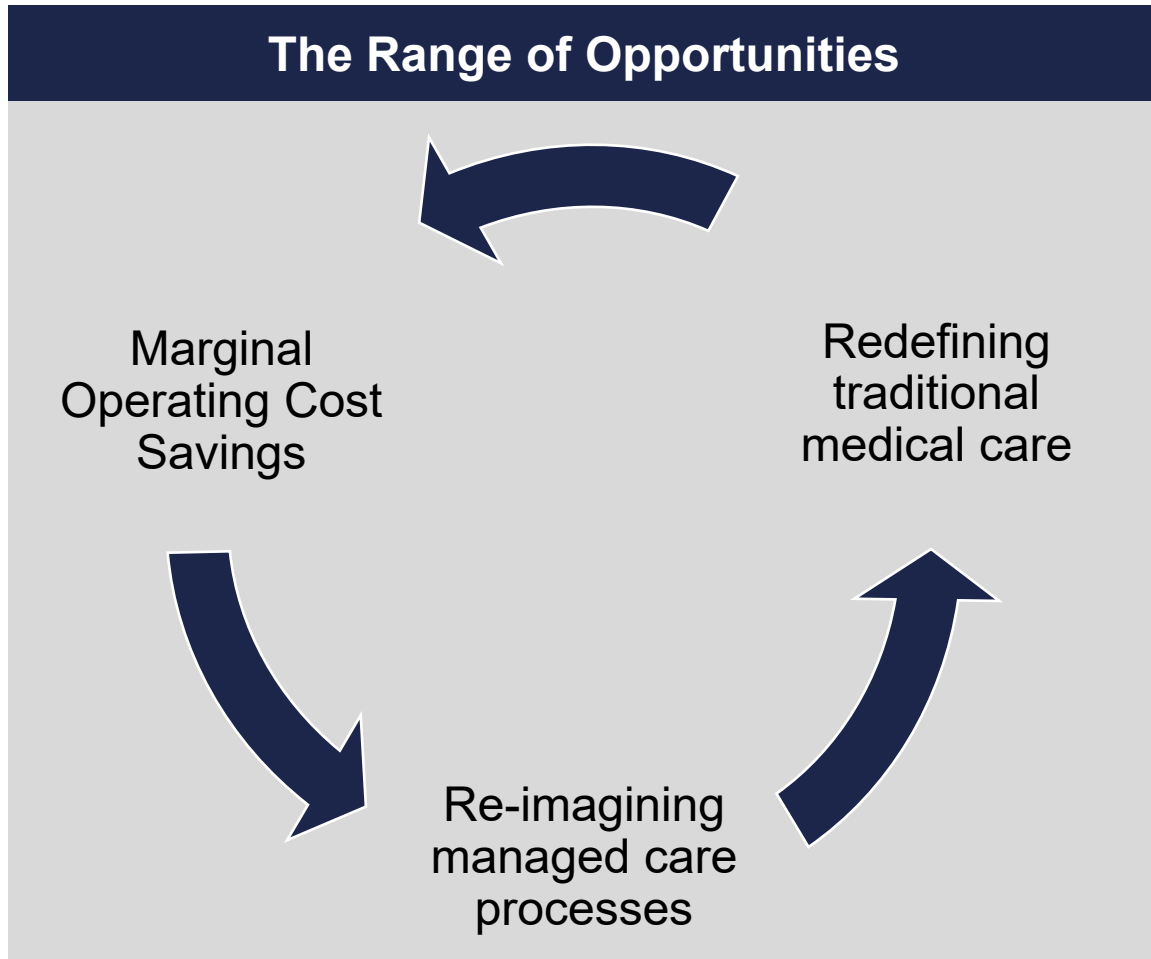 The Range of Opportunities
Marginal
Operating Cost
Savings
Redefining
traditional
medical care
Re-imagining
managed care
processes